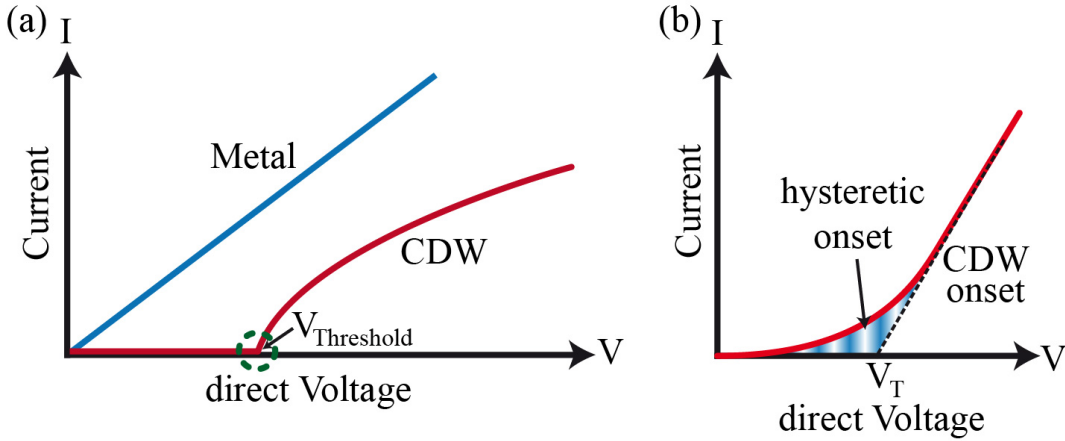 (a)
I
Current
Metal
CDW
V_Threshold
V
direct Voltage
(b)
I
Current
hysteretic
onset
CDW
onset
V
V_T
direct Voltage